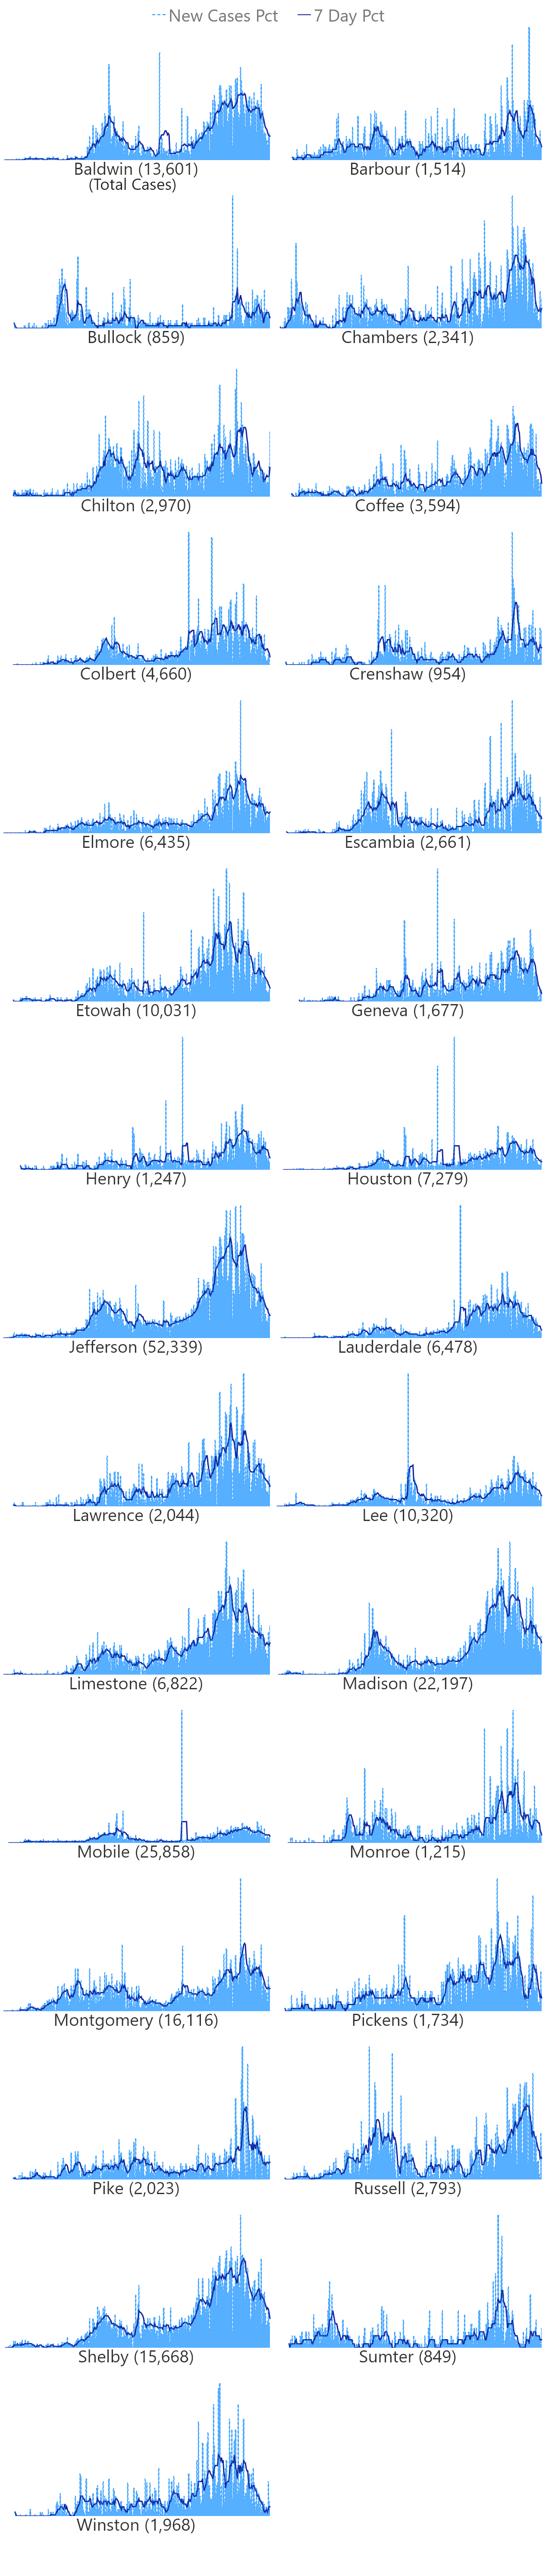 New Cases Pct 7 Day Pct
Baldwin (13,601)
(Total Cases)
Barbour (1,514)
Bullock (859)
Chambers (2,341)
Chilton (2,970)
Coffee (3,594)
Colbert (4,660)
Crenshaw (954)
Elmore (6,435)
Escambia (2,661)
Etowah (10,031)
Geneva (1,677)
Henry (1,247)
Houston (7,279)
Jefferson (52,339)
Lauderdale (6,478)
Lawrence (2,044)
Lee (10,320)
Limestone (6,822)
Madison (22,197)
Mobile (25,858)
Monroe (1,215)
Montgomery (16,116)
Pickens (1,734)
Pike (2,023)
Russell (2,793)
Shelby (15,668)
Sumter (849)
Winston (1,968)